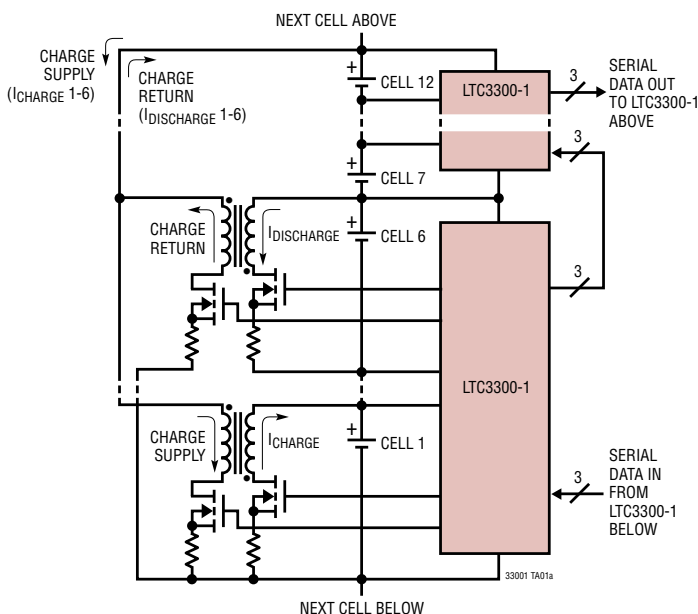 NEXT CELL ABOVE
CHARGE
SUPPLY
(ICHARGE 1-6)
CHARGE
RETURN
(IDISCHARGE 1-6)
+
CELL 12
LTC3300-1
3
SERIAL
DATA OUT
TO LTC3300-1
ABOVE
3
+
CELL 7
CHARGE
RETURN
IDISCHARGE
+
CELL 6
3
LTC3300-1
CHARGE
SUPPLY
ICHARGE
+
CELL 1
3
SERIAL
DATA IN
FROM
LTC3300-1
BELOW
33001 TA01a
NEXT CELL BELOW